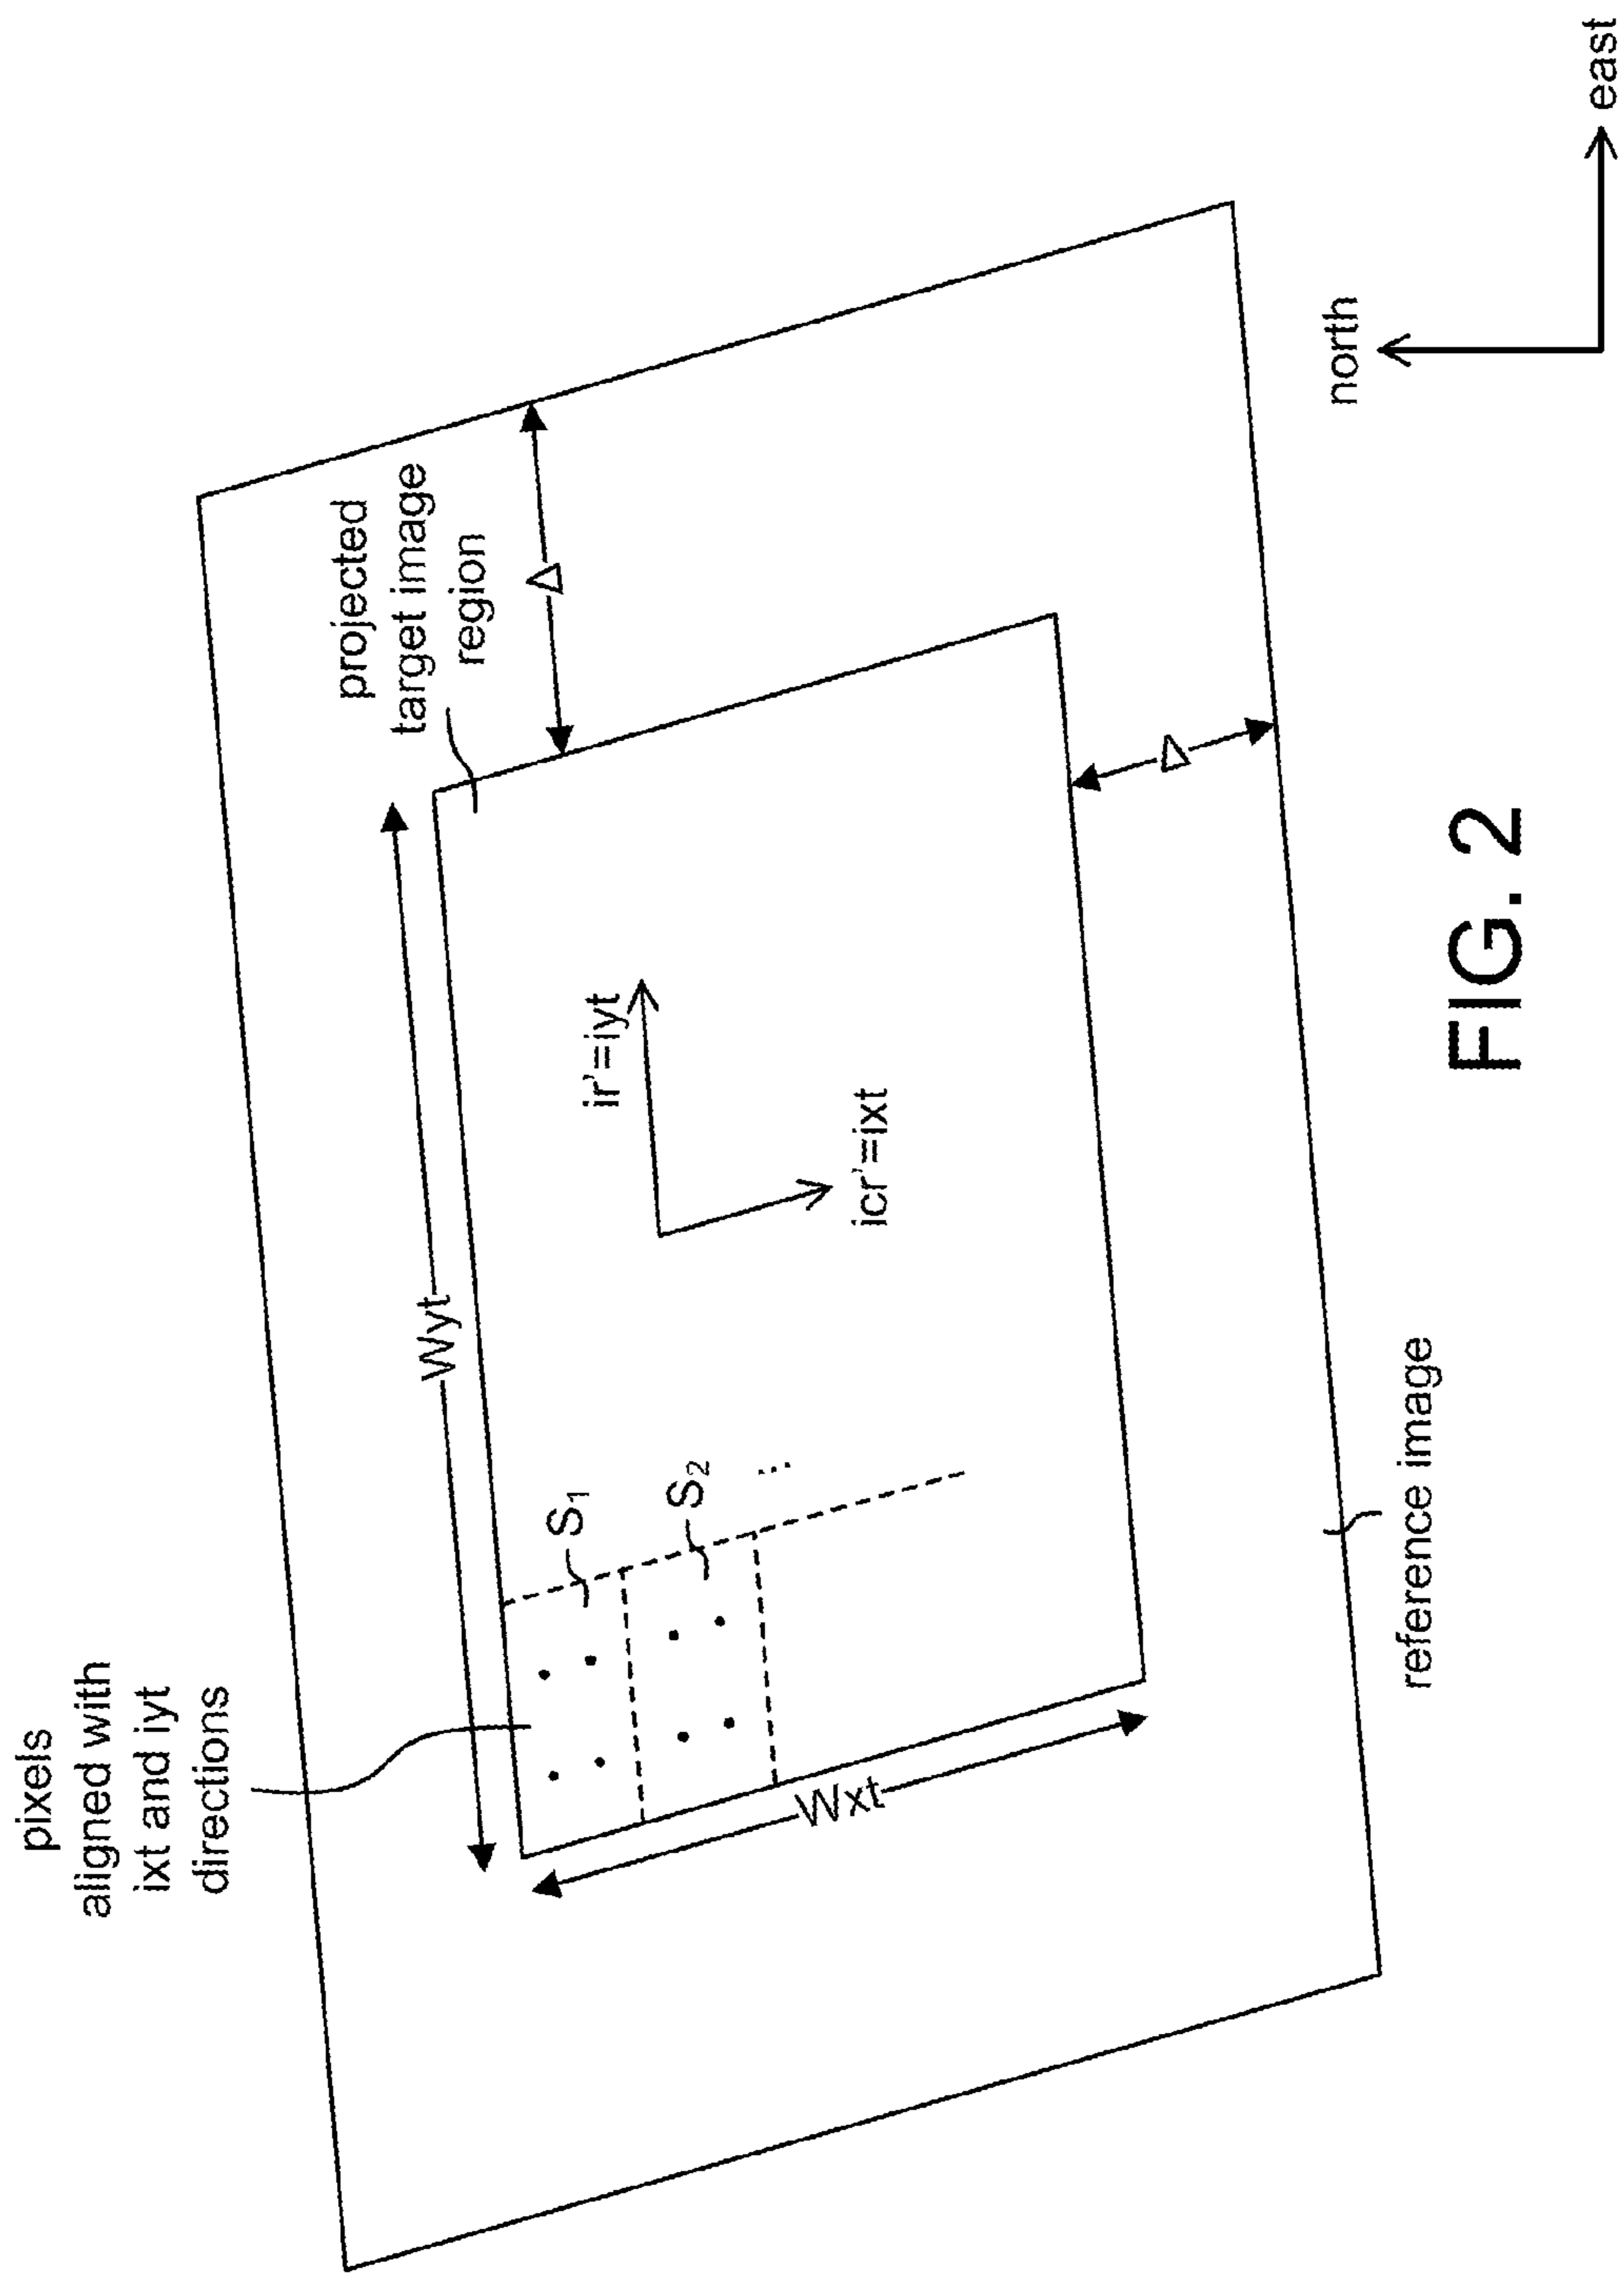 pixels
aligned with
ixt and iyt
directions
projected
target image
region
Wyt
Δ
S₁
S₂
...
ir'=iyt
icr'=ixt
Wxt
Δ
reference image
north
east
FIG. 2